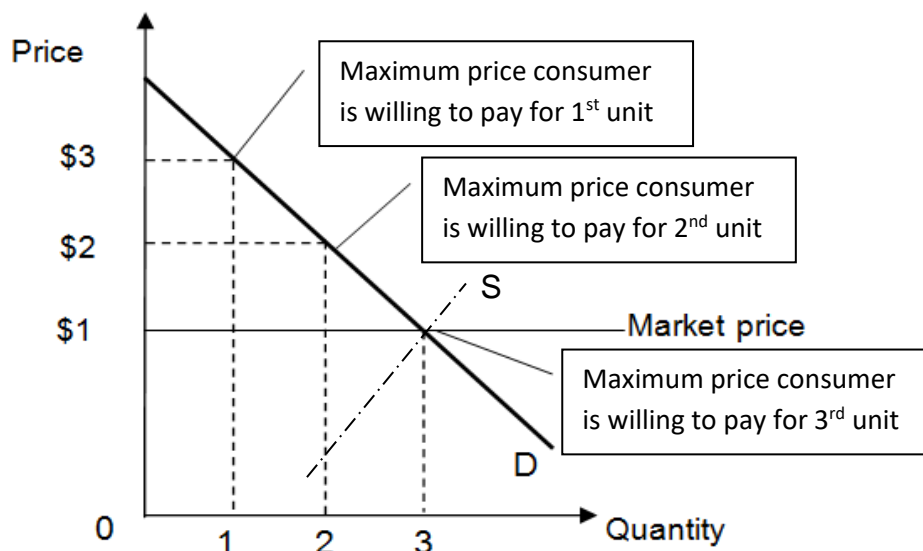 Price
Maximum price consumer
is willing to pay for 1st unit
$3
Maximum price consumer
is willing to pay for 2nd unit
$2
S
$1
Market price
Maximum price consumer
is willing to pay for 3rd unit
D
0
1
2
3
Quantity